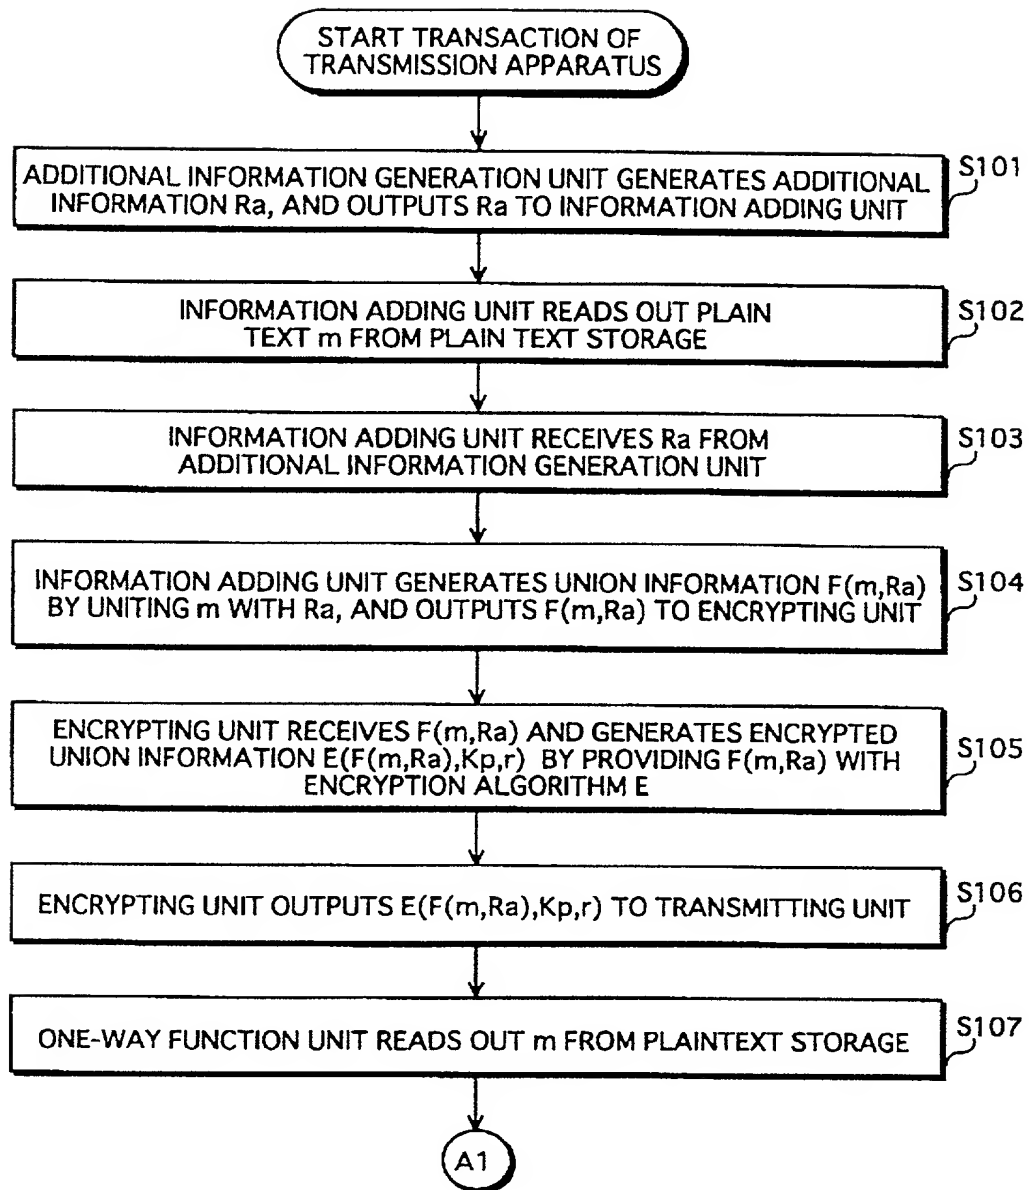 START TRANSACTION OF
TRANSMISSION APPARATUS
ADDITIONAL INFORMATION GENERATION UNIT GENERATES ADDITIONAL
INFORMATION Ra, AND OUTPUTS Ra TO INFORMATION ADDING UNIT
S101
INFORMATION ADDING UNIT READS OUT PLAIN
TEXT m FROM PLAIN TEXT STORAGE
S102
INFORMATION ADDING UNIT RECEIVES Ra FROM
ADDITIONAL INFORMATION GENERATION UNIT
S103
INFORMATION ADDING UNIT GENERATES UNION INFORMATION F(m,Ra)
BY UNITING m WITH Ra, AND OUTPUTS F(m,Ra) TO ENCRYPTING UNIT
S104
ENCRYPTING UNIT RECEIVES F(m,Ra) AND GENERATES ENCRYPTED
UNION INFORMATION E(F(m,Ra),Kp,r) BY PROVIDING F(m,Ra) WITH
ENCRYPTION ALGORITHM E
S105
ENCRYPTING UNIT OUTPUTS E(F(m,Ra),Kp,r) TO TRANSMITTING UNIT
S106
ONE-WAY FUNCTION UNIT READS OUT m FROM PLAINTEXT STORAGE
S107
A1